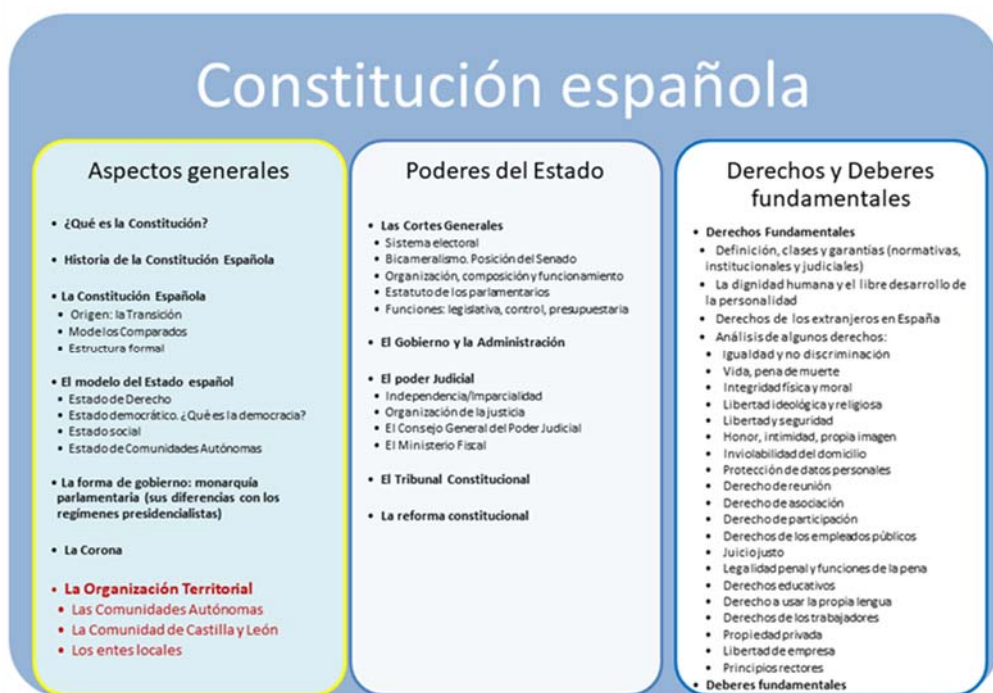 Constitución española
Aspectos generales
• ¿Qué es la Constitución?
• Historia de la Constitución Española
• La Constitución Española
• Origen: la Transición
• Modelos Comparados
• Estructura formal
• El modelo del Estado español
• Estado de Derecho
• Estado democrático. ¿Qué es la democracia?
• Estado social
• Estado de Comunidades Autónomas
• La forma de gobierno: monarquía
parlamentaria (sus diferencias con los
regímenes presidencialistas)
• La Corona
• La Organización Territorial
• Las Comunidades Autónomas
• La Comunidad de Castilla y León
• Los entes locales
Poderes del Estado
• Las Cortes Generales
• Sistema electoral
• Bicameralismo. Posición del Senado
• Organización, composición y funcionamiento
• Estatuto de los parlamentarios
• Funciones: legislativa, control, presupuestaria
• El Gobierno y la Administración
• El poder Judicial
• Independencia/Imparcialidad
• Organización de la justicia
• El Consejo General del Poder Judicial
• El Ministerio Fiscal
• El Tribunal Constitucional
• La reforma constitucional
Derechos y Deberes
fundamentales
• Derechos Fundamentales
• Definición, clases y garantías (normativas,
institucionales y judiciales)
• La dignidad humana y el libre desarrollo de
la personalidad
• Derechos de los extranjeros en España
• Análisis de algunos derechos:
• Igualdad y no discriminación
• Vida, pena de muerte
• Integridad física y moral
• Libertad ideológica y religiosa
• Libertad y seguridad
• Honor, intimidad, propia imagen
• Inviolabilidad del domicilio
• Protección de datos personales
• Derecho de reunión
• Derecho de asociación
• Derecho de participación
• Derechos de los empleados públicos
• Juicio justo
• Legalidad penal y funciones de la pena
• Derechos educativos
• Derecho a usar la propia lengua
• Derechos de los trabajadores
• Propiedad privada
• Libertad de empresa
• Principios rectores
• Deberes fundamentales